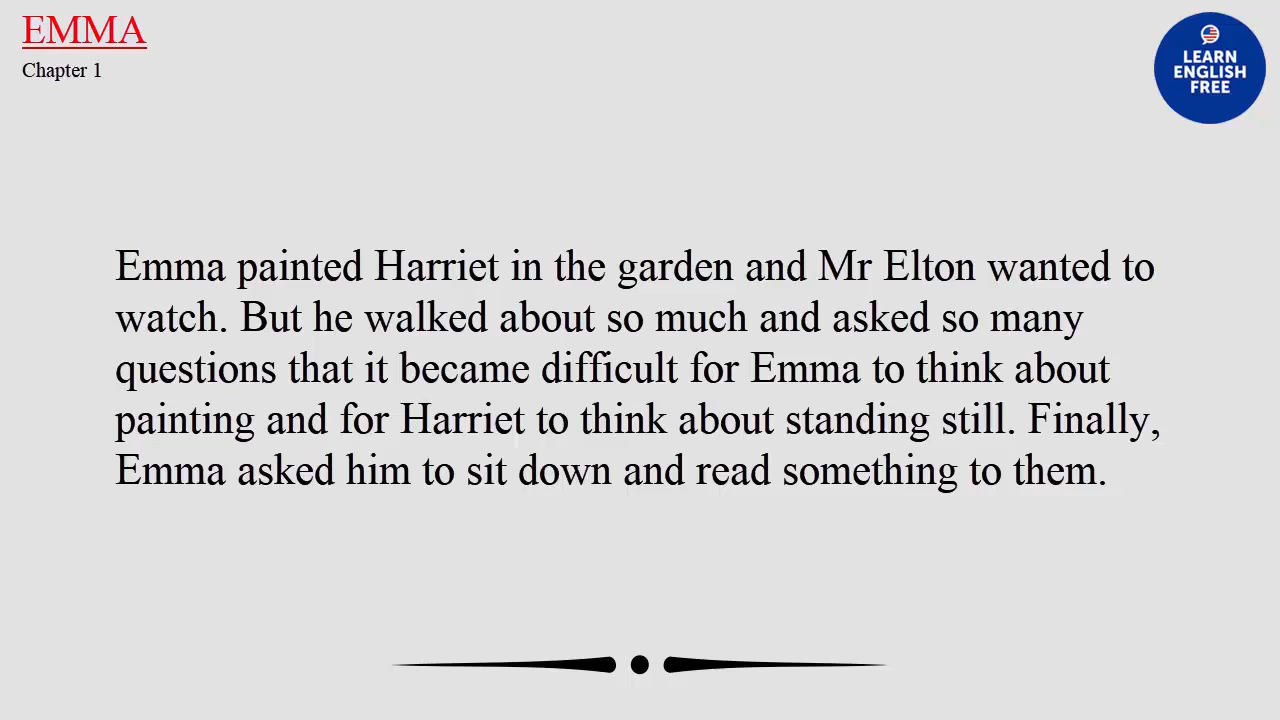 EMMA
Chapter 1
LEARN
ENGLISH
FREE
Emma painted Harriet in the garden and Mr Elton wanted to
watch. But he walked about so much and asked so many
questions that it became difficult for Emma to think about
painting and for Harriet to think about standing still. Finally,
Emma asked him to sit down and read something to them.